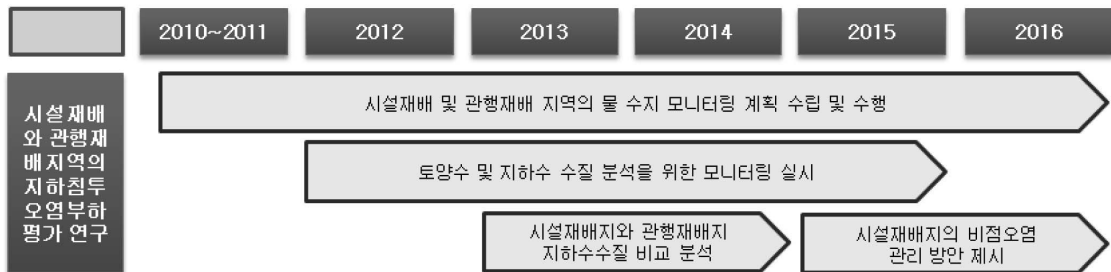 2010~2011
2012
2013
2014
2015
2016
시설재배
와 관행재
배지역의
지하침투
오염부하
평가 연구
시설재배 및 관행재배 지역의 물 수지 모니터링 계획 수립 및 수행
토양수 및 지하수 수질 분석을 위한 모니터링 실시
시설재배지와 관행재배지
지하수수질 비교 분석
시설재배지의 비점오염
관리 방안 제시